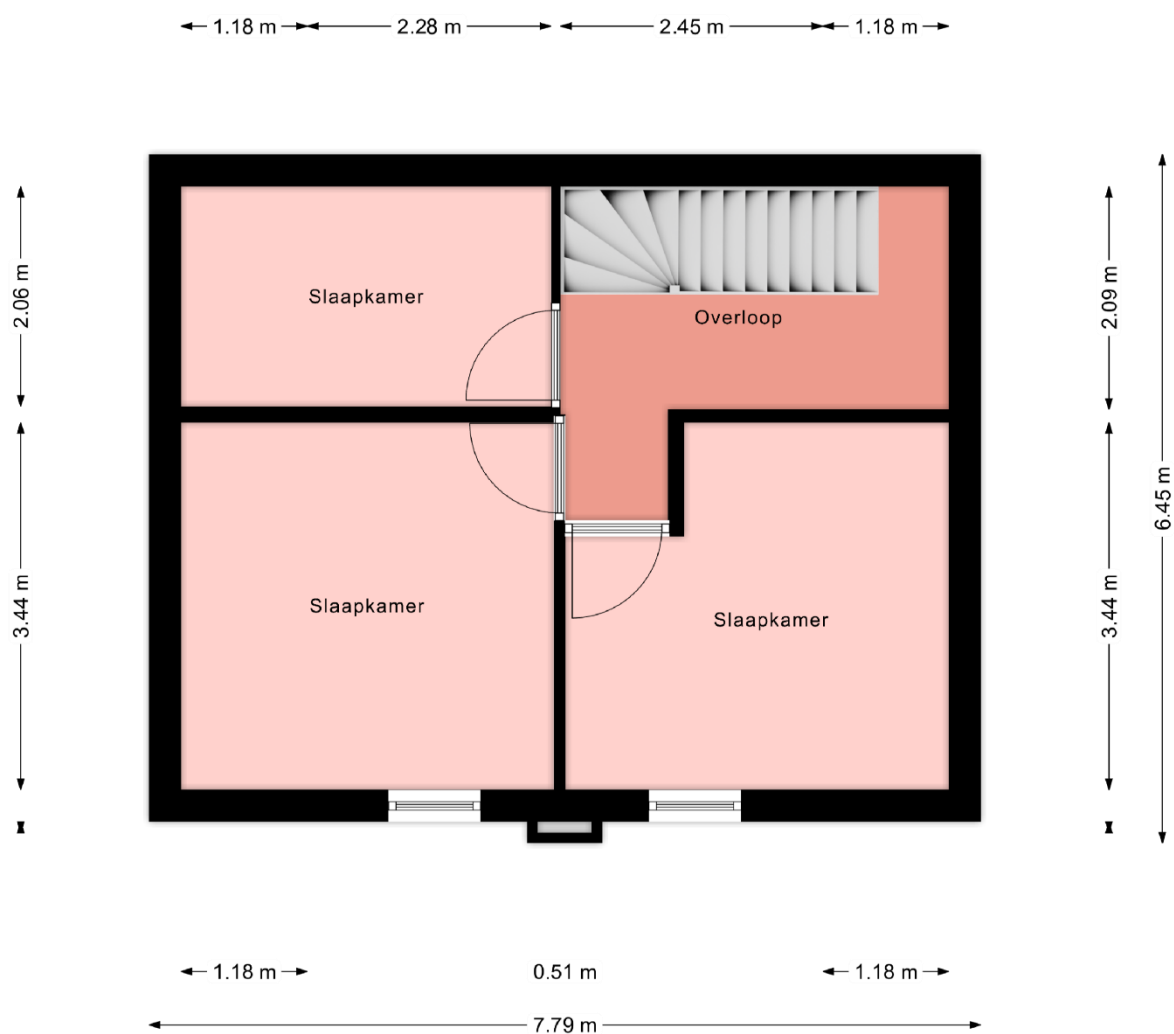 1.18 m
2.28 m
2.45 m
1.18 m
2.06 m
3.44 m
Slaapkamer
Overloop
Slaapkamer
Slaapkamer
2.09 m
3.44 m
6.45 m
1.18 m
0.51 m
1.18 m
7.79 m